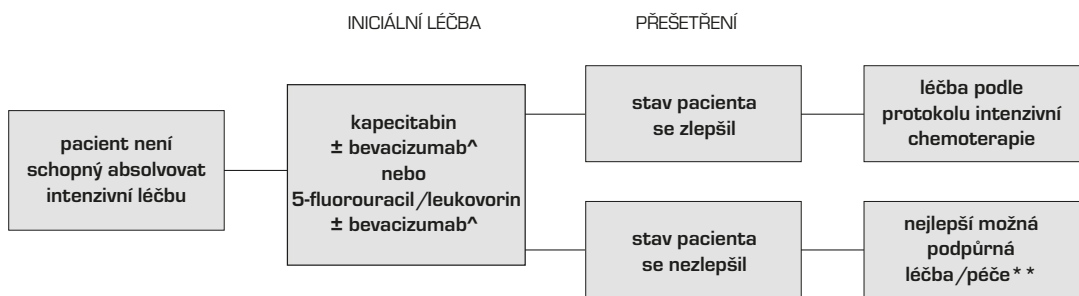 INICIÁLNÍ LÉČBA
PŘEŠETŘENÍ
pacient není
schopný absolvovat
intenzivní léčbu
kapecitabin
± bevacizumab^
nebo
5-fluorouracil/leukovorin
± bevacizumab^
stav pacienta
se zlepšil
léčba podle
protokolu intenzivní
chemoterapie
stav pacienta
se nezlepšil
nejlepší možná
podpůrná
léčba/péče**